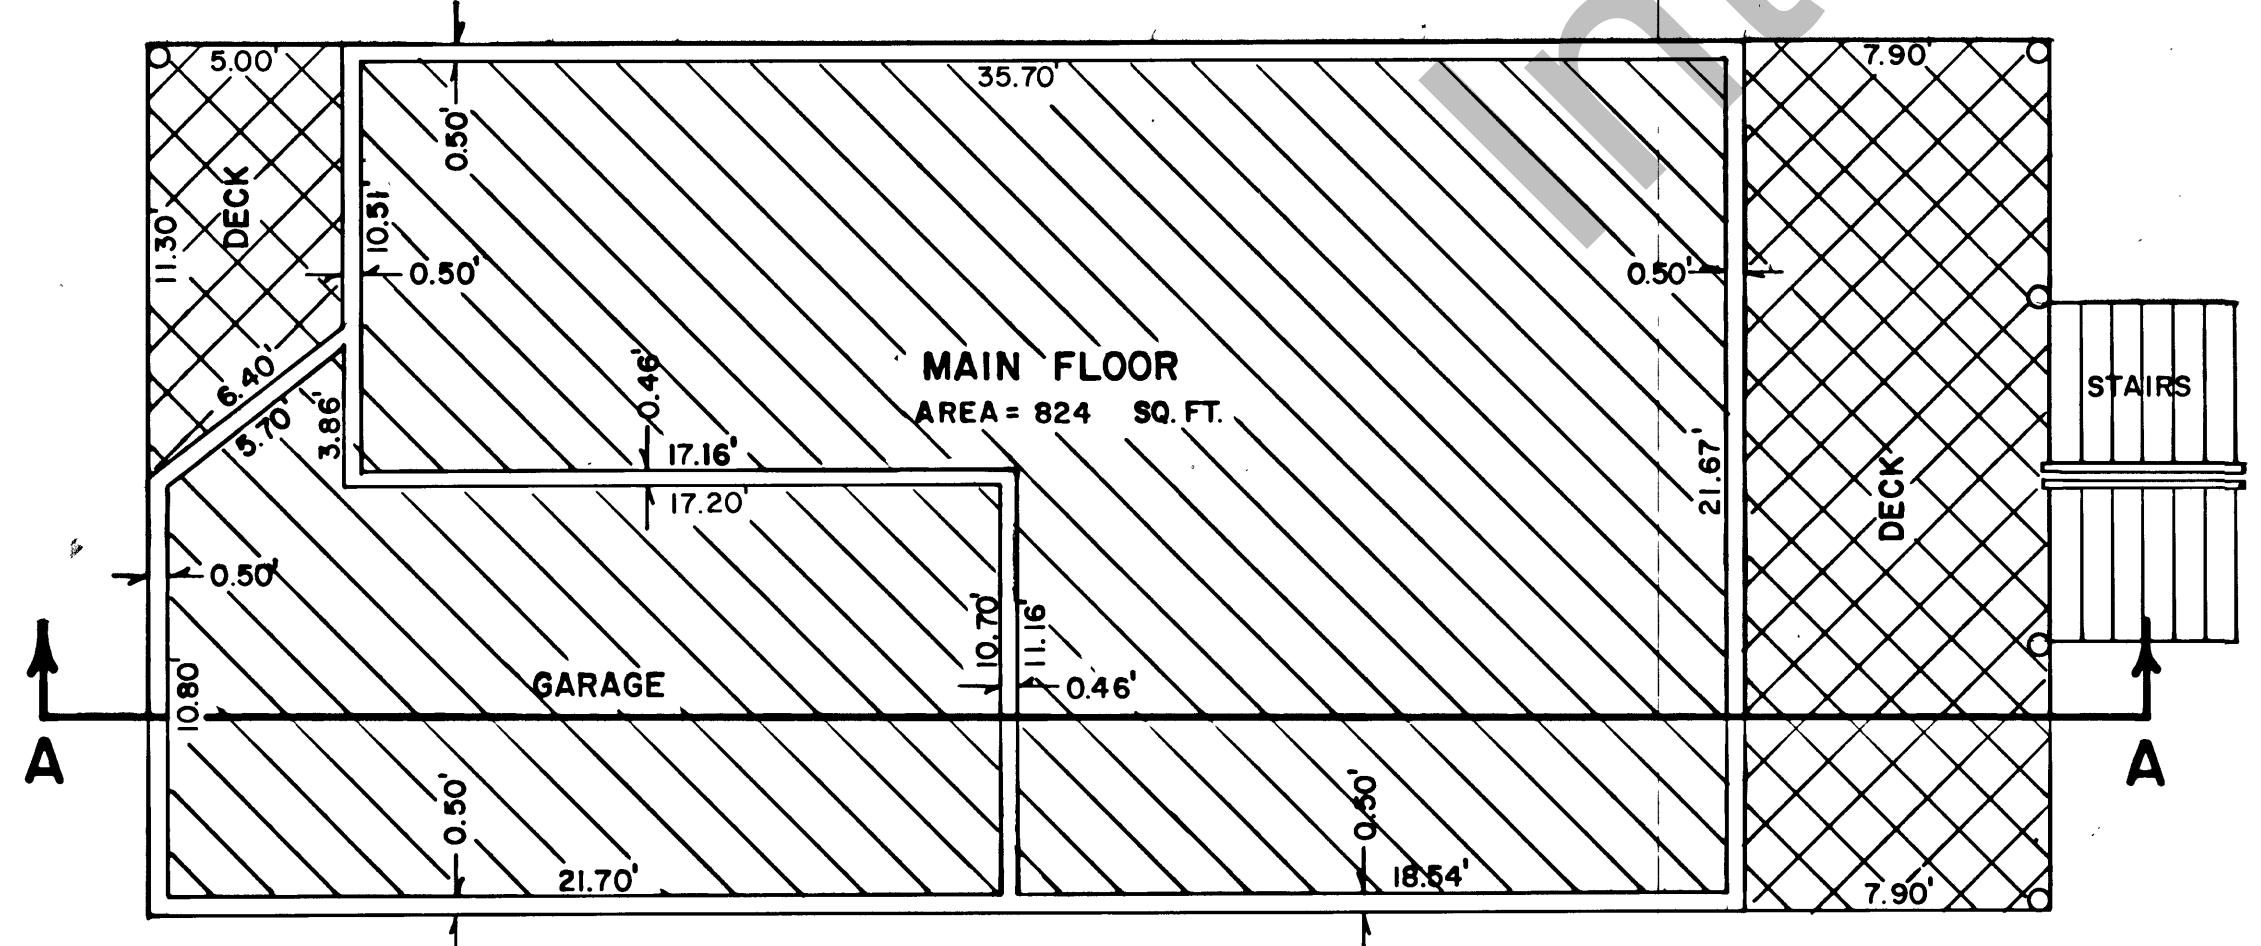 5.00'
35.70'
7.90'
0.50'
DECK
11.30'
10.51'
0.50'
0.50'
6.40'
5.70'
3.86'
0.46'
MAIN FLOOR
AREA = 824 SQ. FT.
STAIRS
17.16'
17.20'
21.67'
DECK
0.50'
10.70'
11.16'
10.80'
GARAGE
0.46'
A
A
0.50'
0.50'
21.70'
18.54'
7.90'
Int